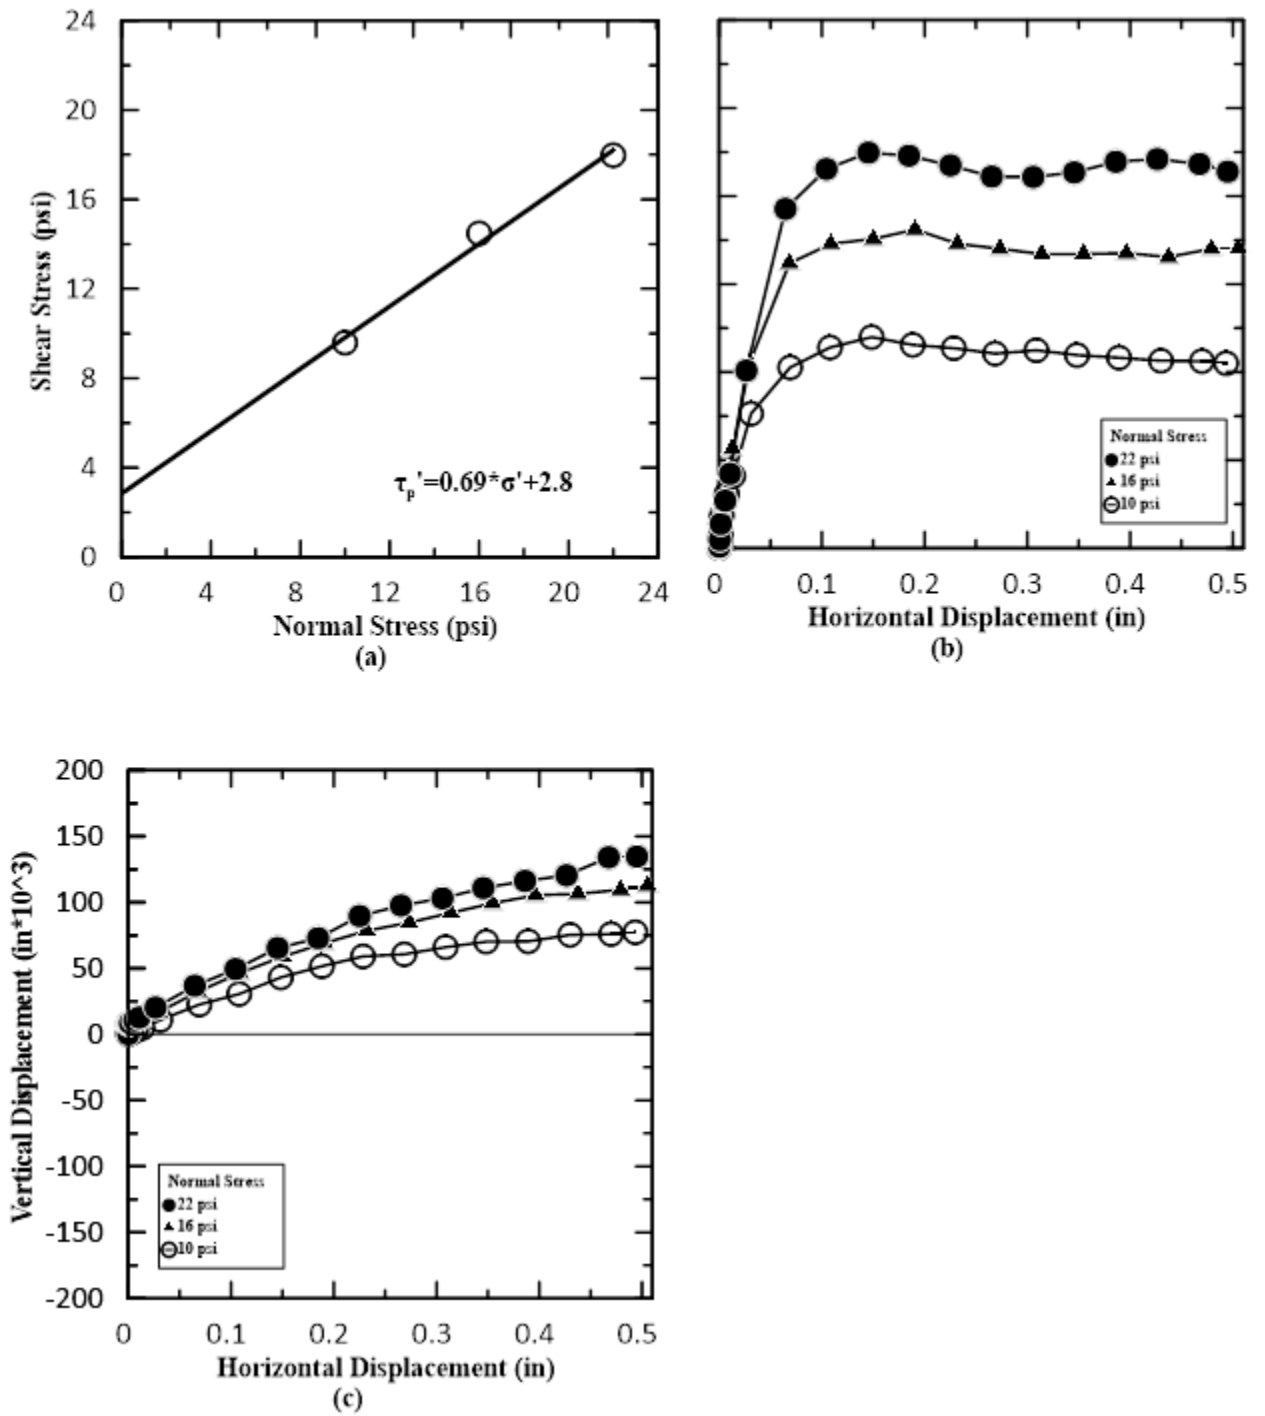 24
20
16
12
8
4
0
Shear Stress (psi)
τp'=0.69*σ'+2.8
0 4 8 12 16 20 24
Normal Stress (psi)
(a)
Normal Stress
22 psi
16 psi
10 psi
0 0.1 0.2 0.3 0.4 0.5
Horizontal Displacement (in)
(b)
200
150
100
50
0
-50
-100
-150
-200
Vertical Displacement (in*10^3)
Normal Stress
22 psi
16 psi
10 psi
0 0.1 0.2 0.3 0.4 0.5
Horizontal Displacement (in)
(c)